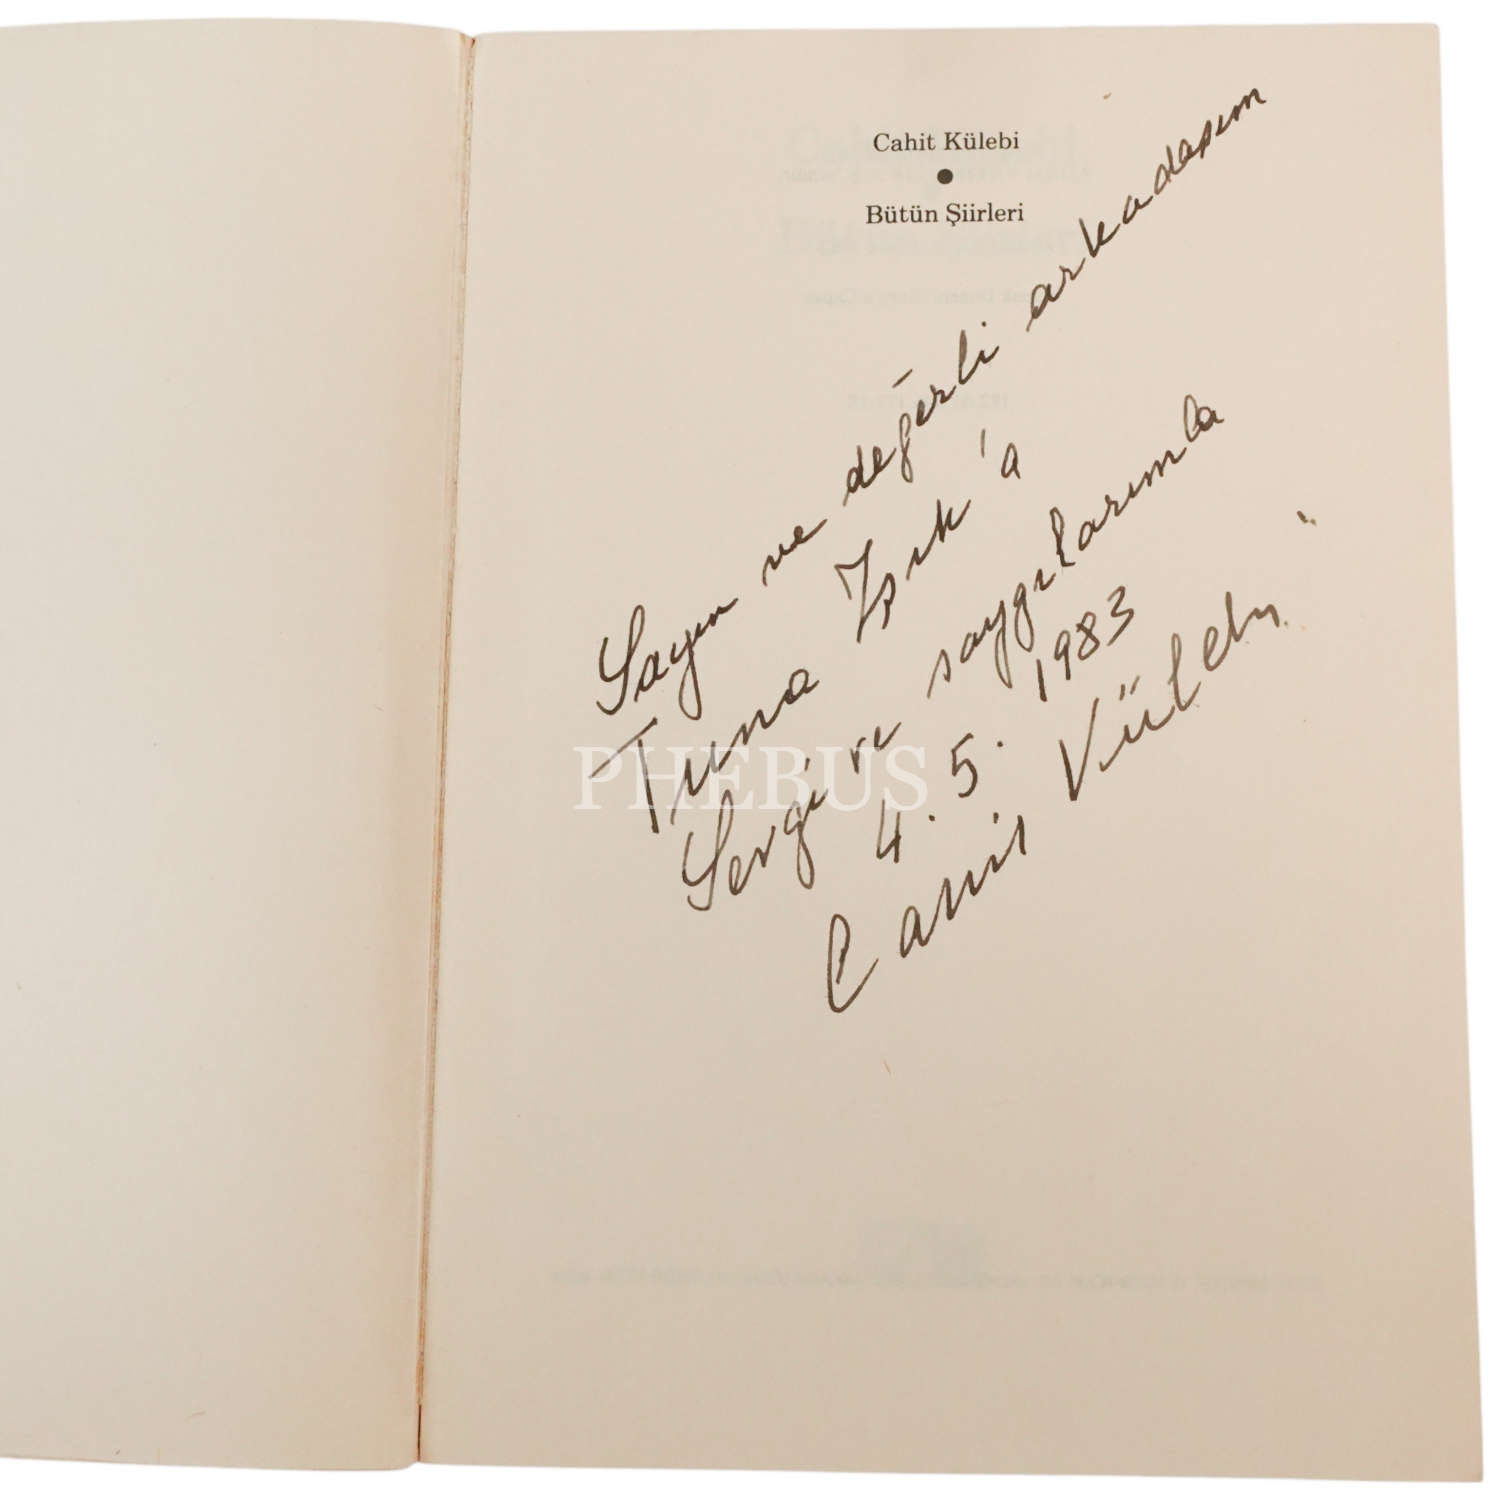 Cahit Külebi
Bütün Şiirleri
Sayın ve değerli arkadaşım
Tuna Işık'a
Sevgi ve saygılarımla
4.5.1983
Cahit Külebi
PHEBUS